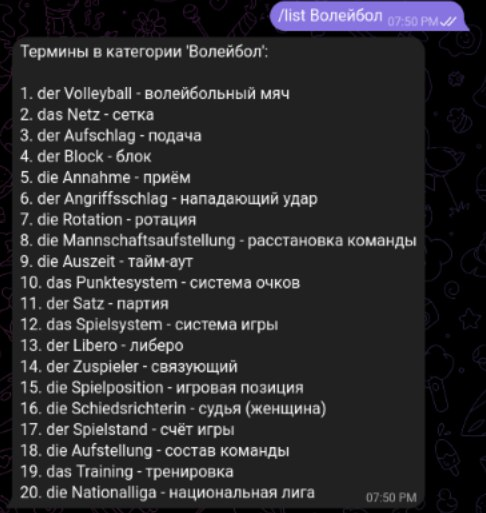 /list Волейбол 07:50 PM
Термины в категории 'Волейбол':
1. der Volleyball - волейбольный мяч
2. das Netz - сетка
3. der Aufschlag - подача
4. der Block - блок
5. die Annahme - приём
6. der Angriffsschlag - нападающий удар
7. die Rotation - ротация
8. die Mannschaftsaufstellung - расстановка команды
9. die Auszeit - тайм-аут
10. das Punktesystem - система очков
11. der Satz - партия
12. das Spielsystem - система игры
13. der Libero - либеро
14. der Zuspieler - связующий
15. die Spielposition - игровая позиция
16. die Schiedsrichterin - судья (женщина)
17. der Spielstand - счёт игры
18. die Aufstellung - состав команды
19. das Training - тренировка
20. die Nationalliga - национальная лига
07:50 PM